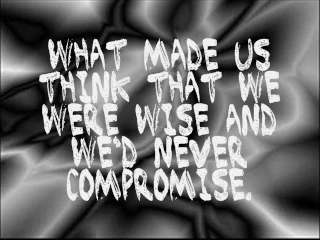 WHAT MADE US
THINK THAT WE
WERE WISE AND
WE'D NEVER
COMPROMISE.